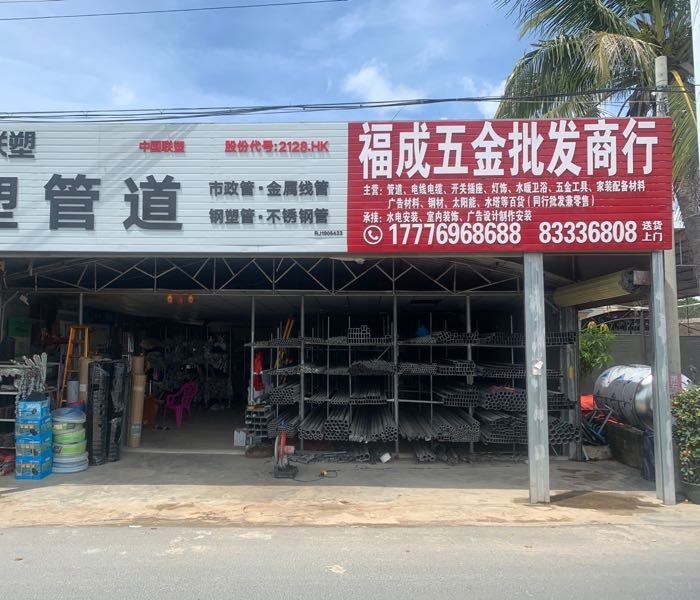 联塑
中国联塑 股份代号:2128.HK
塑管道
市政管·金属线管
钢塑管·不锈钢管
RJ1905633
福成五金批发商行
主营:管道、电线电缆、开关插座、灯饰、水暖卫浴、五金工具、家装配备材料
广告材料、钢材、太阳能、水塔等百货(同行批发兼零售)
承接:水电安装、室内装饰、广告设计制作安装
17776968688 83336808 送货上门